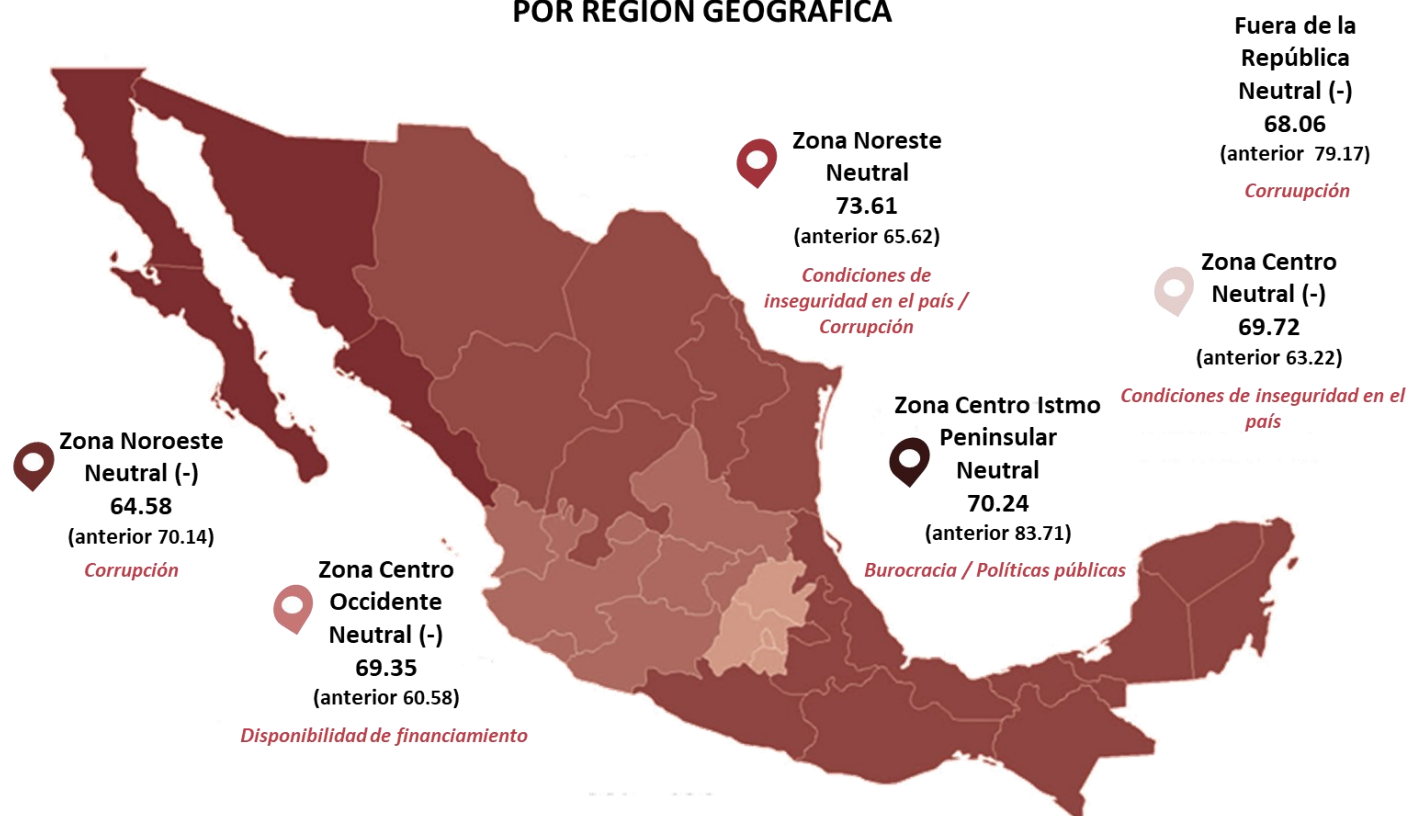 POR REGIÓN GEOGRÁFICA
Fuera de la
República
Neutral (-)
68.06
(anterior 79.17)
Corruupción
Zona Noreste
Neutral
73.61
(anterior 65.62)
Condiciones de
inseguridad en el país /
Corrupción
Zona Centro
Neutral (-)
69.72
(anterior 63.22)
Condiciones de inseguridad en el
país
Zona Centro Istmo
Peninsular
Neutral
70.24
(anterior 83.71)
Burocracia / Políticas públicas
Zona Noroeste
Neutral (-)
64.58
(anterior 70.14)
Corrupción
Zona Centro
Occidente
Neutral (-)
69.35
(anterior 60.58)
Disponibilidad de financiamiento